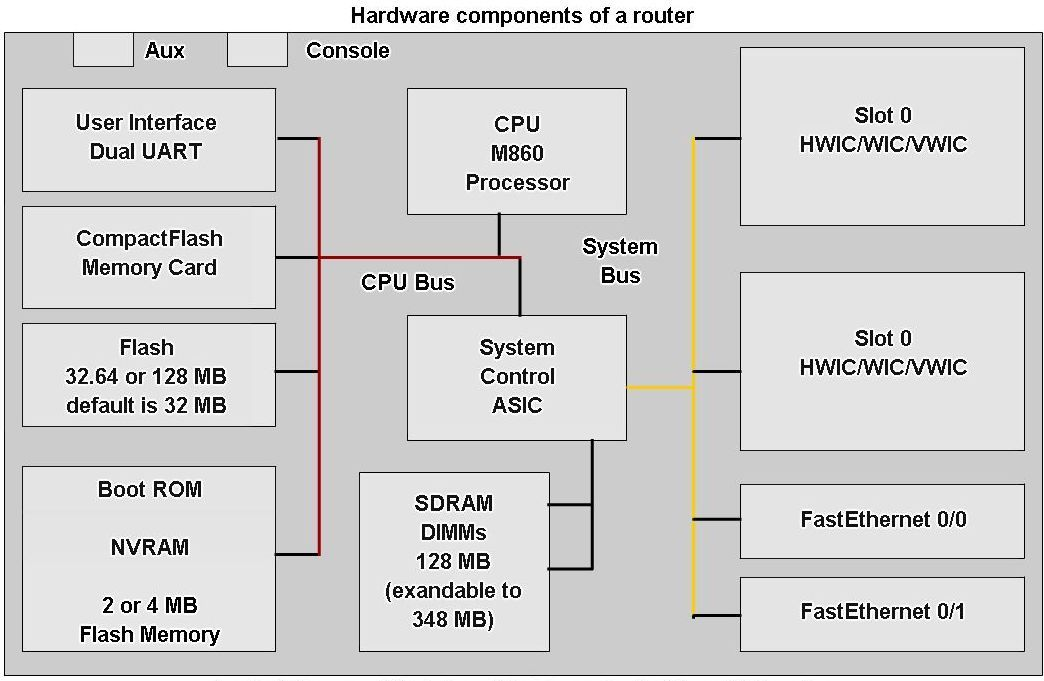 Hardware components of a router
Aux
Console
User Interface
Dual UART
CompactFlash
Memory Card
Flash
32.64 or 128 MB
default is 32 MB
Boot ROM
NVRAM
2 or 4 MB
Flash Memory
CPU
M860
Processor
CPU Bus
System
Bus
System
Control
ASIC
SDRAM
DIMMs
128 MB
(exandable to
348 MB)
Slot 0
HWIC/WIC/VWIC
Slot 0
HWIC/WIC/VWIC
FastEthernet 0/0
FastEthernet 0/1